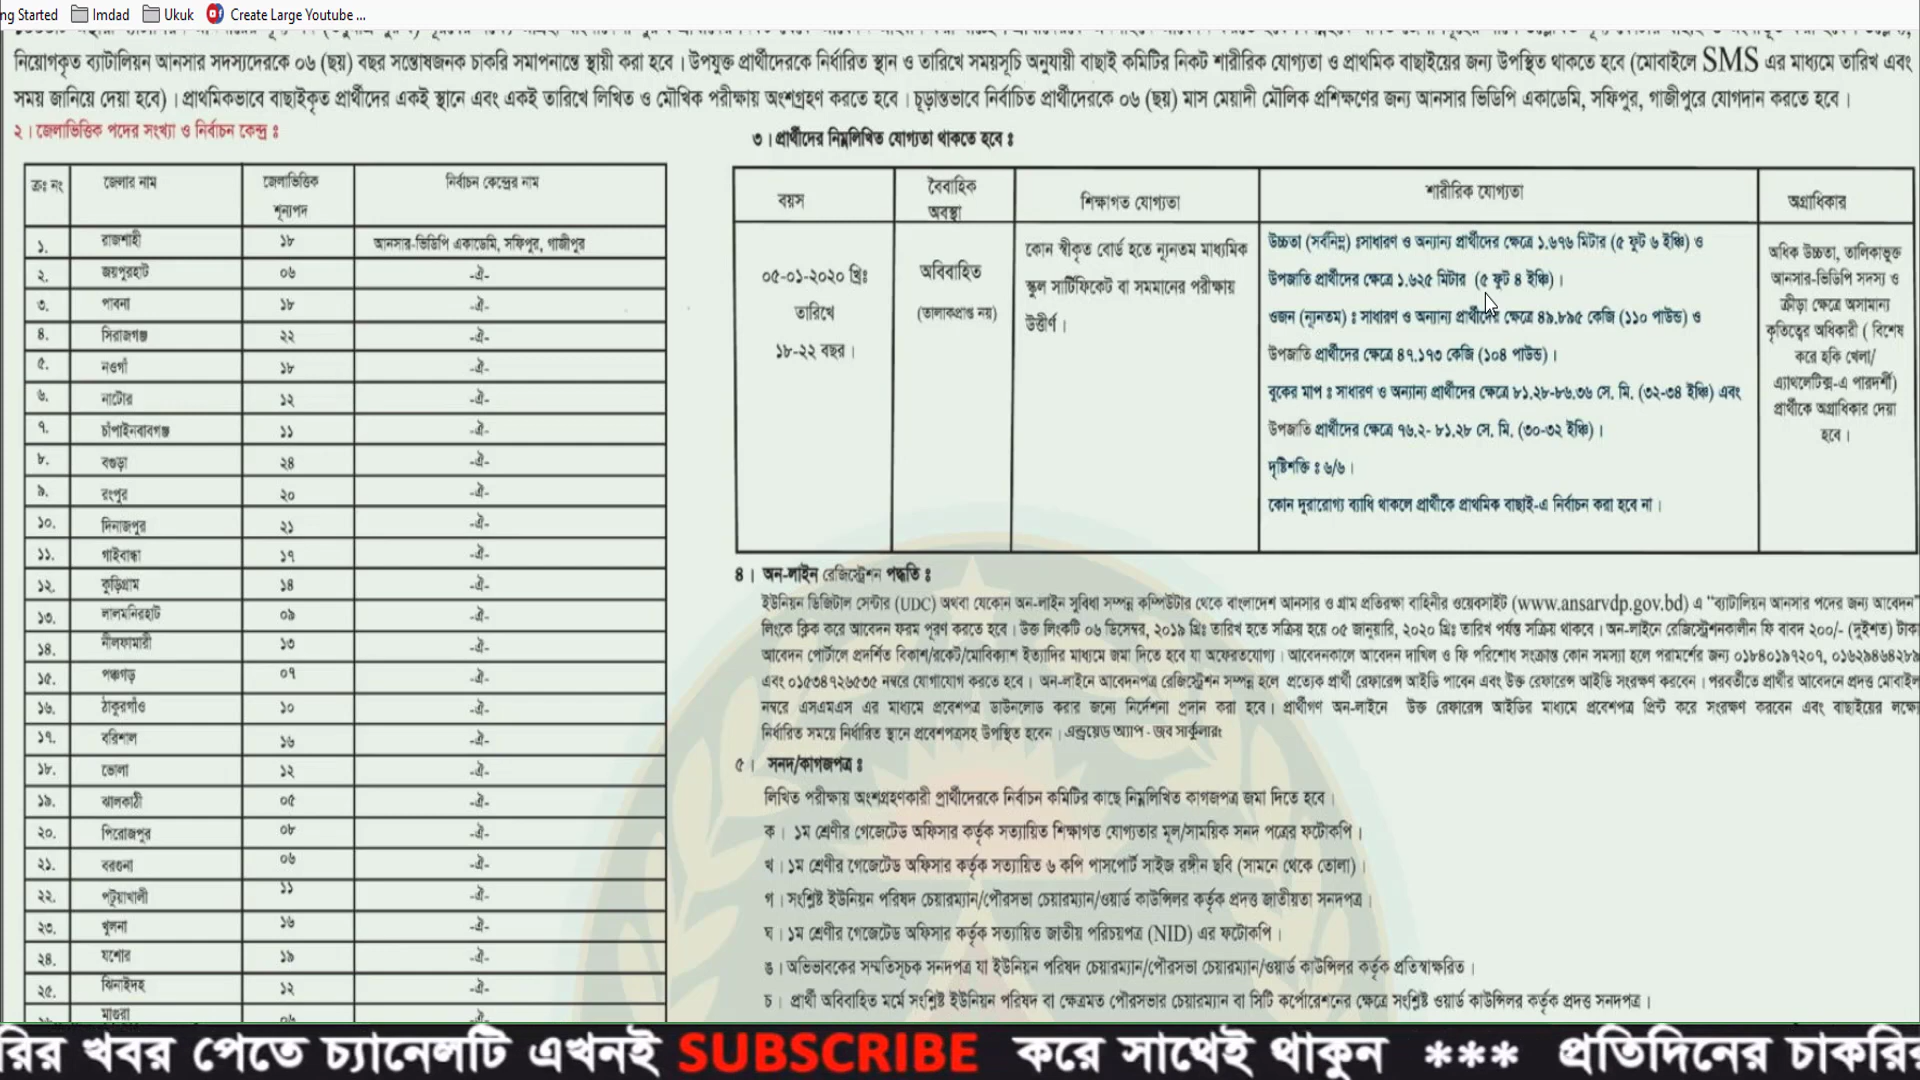 ng Started Imdad Ukuk Create Large Youtube ...
নিয়োগকৃত ব্যাটালিয়ন আনসার সদস্যদেরকে ০৬ (ছয়) বছর সন্তোষজনক চাকরি সমাপনান্তে স্থায়ী করা হবে। উপযুক্ত প্রার্থীদেরকে নির্ধারিত স্থান ও তারিখে সময়সূচি অনুযায়ী বাছাই কমিটির নিকট শারীরিক যোগ্যতা ও প্রাথমিক বাছাইয়ের জন্য উপস্থিত থাকতে হবে (মোবাইলে SMS এর মাধ্যমে তারিখ এবং
সময় জানিয়ে দেয়া হবে)। প্রাথমিকভাবে বাছাইকৃত প্রার্থীদের একই স্থানে এবং একই তারিখে লিখিত ও মৌখিক পরীক্ষায় অংশগ্রহণ করতে হবে। চূড়ান্তভাবে নির্বাচিত প্রার্থীদেরকে ০৬ (ছয়) মাস মেয়াদী মৌলিক প্রশিক্ষণের জন্য আনসার ভিডিপি একাডেমি, সফিপুর, গাজীপুরে যোগদান করতে হবে।
২। জেলাভিত্তিক পদের সংখ্যা ও নির্বাচন কেন্দ্র ঃ
ক্রঃ নং জেলার নাম জেলাভিত্তিক শূন্যপদ নির্বাচন কেন্দ্রের নাম
১. রাজশাহী ১৮ আনসার-ভিডিপি একাডেমি, সফিপুর, গাজীপুর
২. জয়পুরহাট ০৬ -ঐ-
৩. পাবনা ১৮ -ঐ-
৪. সিরাজগঞ্জ ২২ -ঐ-
৫. নওগাঁ ১৮ -ঐ-
৬. নাটোর ১২ -ঐ-
৭. চাঁপাইনবাবগঞ্জ ১১ -ঐ-
৮. বগুড়া ২৪ -ঐ-
৯. রংপুর ২০ -ঐ-
১০. দিনাজপুর ২১ -ঐ-
১১. গাইবান্ধা ১৭ -ঐ-
১২. কুড়িগ্রাম ১৪ -ঐ-
১৩. লালমনিরহাট ০৯ -ঐ-
১৪. নীলফামারী ১৩ -ঐ-
১৫. পঞ্চগড় ০৭ -ঐ-
১৬. ঠাকুরগাঁও ১০ -ঐ-
১৭. বরিশাল ১৬ -ঐ-
১৮. ভোলা ১২ -ঐ-
১৯. ঝালকাঠী ০৫ -ঐ-
২০. পিরোজপুর ০৮ -ঐ-
২১. বরগুনা ০৬ -ঐ-
২২. পটুয়াখালী ১১ -ঐ-
২৩. খুলনা ১৬ -ঐ-
২৪. যশোর ১৯ -ঐ-
২৫. ঝিনাইদহ ১২ -ঐ-
মাগুরা
৩। প্রার্থীদের নিম্নলিখিত যোগ্যতা থাকতে হবে ঃ
বয়স বৈবাহিক অবস্থা শিক্ষাগত যোগ্যতা শারীরিক যোগ্যতা অগ্রাধিকার
০৫-০১-২০২০ খ্রিঃ
তারিখে
১৮-২২ বছর।
অবিবাহিত
(তালাকপ্রাপ্ত নয়)
কোন স্বীকৃত বোর্ড হতে ন্যূনতম মাধ্যমিক
স্কুল সার্টিফিকেট বা সমমানের পরীক্ষায়
উত্তীর্ণ।
উচ্চতা (সর্বনিম্ন) ঃসাধারণ ও অন্যান্য প্রার্থীদের ক্ষেত্রে ১.৬৭৬ মিটার (৫ ফুট ৬ ইঞ্চি) ও
উপজাতি প্রার্থীদের ক্ষেত্রে ১.৬২৫ মিটার (৫ ফুট ৪ ইঞ্চি)।
ওজন (ন্যূনতম) ঃ সাধারণ ও অন্যান্য প্রার্থীদের ক্ষেত্রে ৪৯.৮৯৫ কেজি (১১০ পাউন্ড) ও
উপজাতি প্রার্থীদের ক্ষেত্রে ৪৭.১৭৩ কেজি (১০৪ পাউন্ড)।
বুকের মাপ ঃ সাধারণ ও অন্যান্য প্রার্থীদের ক্ষেত্রে ৮১.২৮-৮৬.৩৬ সে. মি. (৩২-৩৪ ইঞ্চি) এবং
উপজাতি প্রার্থীদের ক্ষেত্রে ৭৬.২- ৮১.২৮ সে. মি. (৩০-৩২ ইঞ্চি)।
দৃষ্টিশক্তি ঃ ৬/৬।
কোন দুরারোগ্য ব্যাধি থাকলে প্রার্থীকে প্রাথমিক বাছাই-এ নির্বাচন করা হবে না।
অধিক উচ্চতা, তালিকাভুক্ত
আনসার-ভিডিপি সদস্য ও
ক্রীড়া ক্ষেত্রে অসামান্য
কৃতিত্বের অধিকারী ( বিশেষ
করে হকি খেলা/
এ্যাথলেটিক্স-এ পারদর্শী)
প্রার্থীকে অগ্রাধিকার দেয়া
হবে।
৪। অন-লাইন রেজিস্ট্রেশন পদ্ধতি ঃ
ইউনিয়ন ডিজিটাল সেন্টার (UDC) অথবা যেকোন অন-লাইন সুবিধা সম্পন্ন কম্পিউটার থেকে বাংলাদেশ আনসার ও গ্রাম প্রতিরক্ষা বাহিনীর ওয়েবসাইট (www.ansarvdp.gov.bd) এ “ব্যাটালিয়ন আনসার পদের জন্য আবেদন”
লিংকে ক্লিক করে আবেদন ফরম পূরণ করতে হবে। উক্ত লিংকটি ০৬ ডিসেম্বর, ২০১৯ খ্রিঃ তারিখ হতে সক্রিয় হয়ে ০৫ জানুয়ারি, ২০২০ খ্রিঃ তারিখ পর্যন্ত সক্রিয় থাকবে। অন-লাইনে রেজিস্ট্রেশনকালীন ফি বাবদ ২০০/- (দুইশত) টাকা
আবেদন পোর্টালে প্রদর্শিত বিকাশ/রকেট/মোবিক্যাশ ইত্যাদির মাধ্যমে জমা দিতে হবে যা অফেরতযোগ্য। আবেদনকালে আবেদন দাখিল ও ফি পরিশোধ সংক্রান্ত কোন সমস্যা হলে পরামর্শের জন্য ০১৮৪০১৯৭২০৭, ০১৬২৯৪৬৪২৮৯
এবং ০১৫৩৪৭২৬৫৩৫ নম্বরে যোগাযোগ করতে হবে। অন-লাইনে আবেদনপত্র রেজিস্ট্রেশন সম্পন্ন হলে প্রত্যেক প্রার্থী রেফারেন্স আইডি পাবেন এবং উক্ত রেফারেন্স আইডি সংরক্ষণ করবেন। পরবর্তীতে প্রার্থীর আবেদনে প্রদত্ত মোবাইল
নম্বরে এসএমএস এর মাধ্যমে প্রবেশপত্র ডাউনলোড করার জন্যে নির্দেশনা প্রদান করা হবে। প্রার্থীগণ অন-লাইনে উক্ত রেফারেন্স আইডির মাধ্যমে প্রবেশপত্র প্রিন্ট করে সংরক্ষণ করবেন এবং বাছাইয়ের লক্ষ্যে
নির্ধারিত সময়ে নির্ধারিত স্থানে প্রবেশপত্রসহ উপস্থিত হবেন। এন্ড্রয়েড অ্যাপ - জব সার্কুলারঃ
৫। সনদ/কাগজপত্র ঃ
লিখিত পরীক্ষায় অংশগ্রহণকারী প্রার্থীদেরকে নির্বাচন কমিটির কাছে নিম্নলিখিত কাগজপত্র জমা দিতে হবে।
ক। ১ম শ্রেণীর গেজেটেড অফিসার কর্তৃক সত্যায়িত শিক্ষাগত যোগ্যতার মূল/সাময়িক সনদ পত্রের ফটোকপি।
খ। ১ম শ্রেণীর গেজেটেড অফিসার কর্তৃক সত্যায়িত ৬ কপি পাসপোর্ট সাইজ রঙ্গীন ছবি (সামনে থেকে তোলা)।
গ। সংশ্লিষ্ট ইউনিয়ন পরিষদ চেয়ারম্যান/পৌরসভা চেয়ারম্যান/ওয়ার্ড কাউন্সিলর কর্তৃক প্রদত্ত জাতীয়তা সনদপত্র।
ঘ। ১ম শ্রেণীর গেজেটেড অফিসার কর্তৃক সত্যায়িত জাতীয় পরিচয়পত্র (NID) এর ফটোকপি।
ঙ। অভিভাবকের সম্মতিসূচক সনদপত্র যা ইউনিয়ন পরিষদ চেয়ারম্যান/পৌরসভা চেয়ারম্যান/ওয়ার্ড কাউন্সিলর কর্তৃক প্রতিস্বাক্ষরিত।
চ। প্রার্থী অবিবাহিত মর্মে সংশ্লিষ্ট ইউনিয়ন পরিষদ বা ক্ষেত্রমত পৌরসভার চেয়ারম্যান বা সিটি কর্পোরেশনের ক্ষেত্রে সংশ্লিষ্ট ওয়ার্ড কাউন্সিলর কর্তৃক প্রদত্ত সনদপত্র।
রির খবর পেতে চ্যানেলটি এখনই SUBSCRIBE করে সাথেই থাকুন *** প্রতিদিনের চাকরির